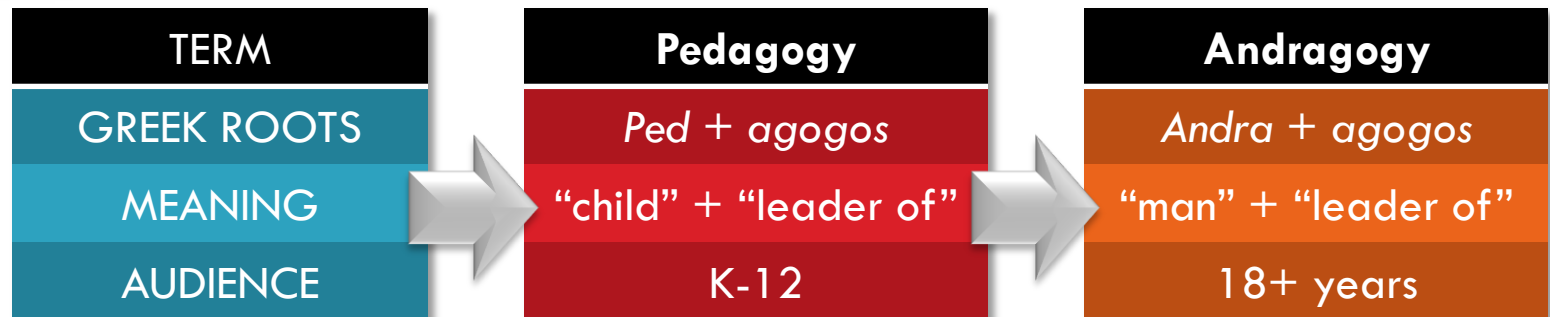 TERM
Pedagogy
Andragogy
GREEK ROOTS
Ped + agogos
Andra + agogos
MEANING
“child” + “leader of”
“man” + “leader of”
AUDIENCE
K-12
18+ years